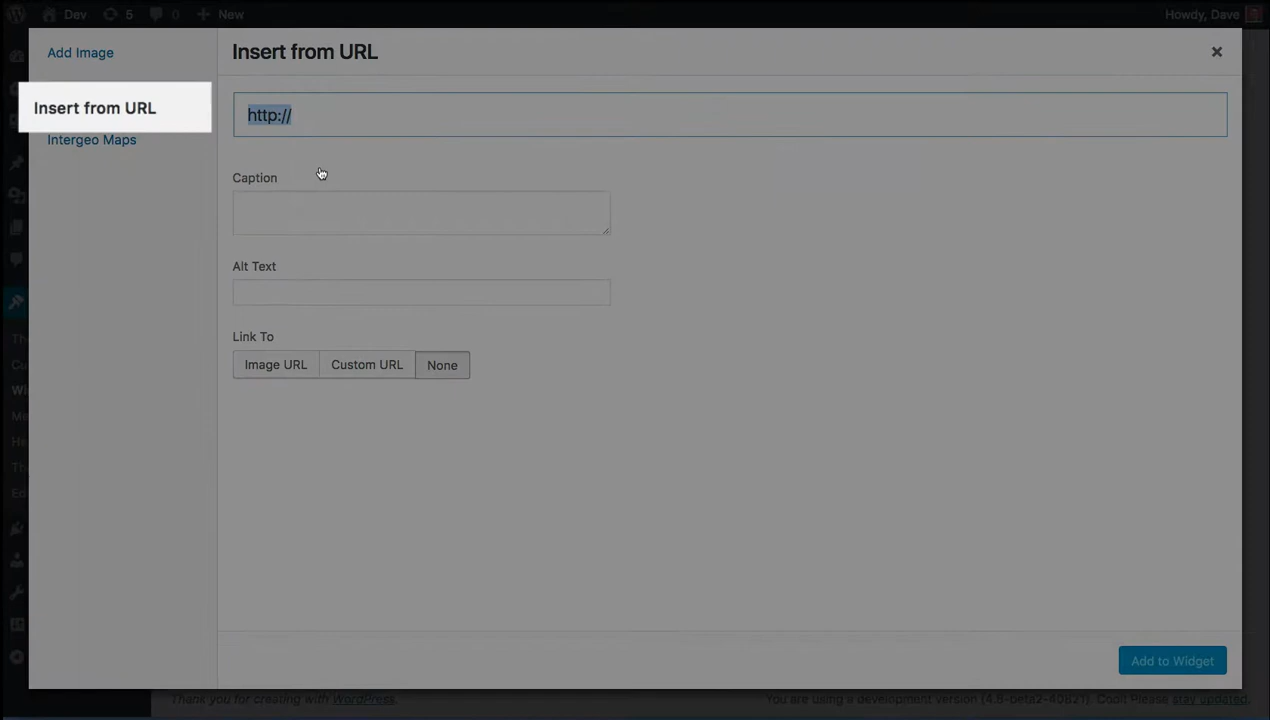 Dev 5 0 New Howdy, Dave
Add Image
Insert from URL
Intergeo Maps
Insert from URL
×
http://
Caption
Alt Text
Link To
Image URL Custom URL None
Add to Widget
Thank you for creating with WordPress.
You are using a development version (4.8-beta2-40821). Cool! Please stay updated.